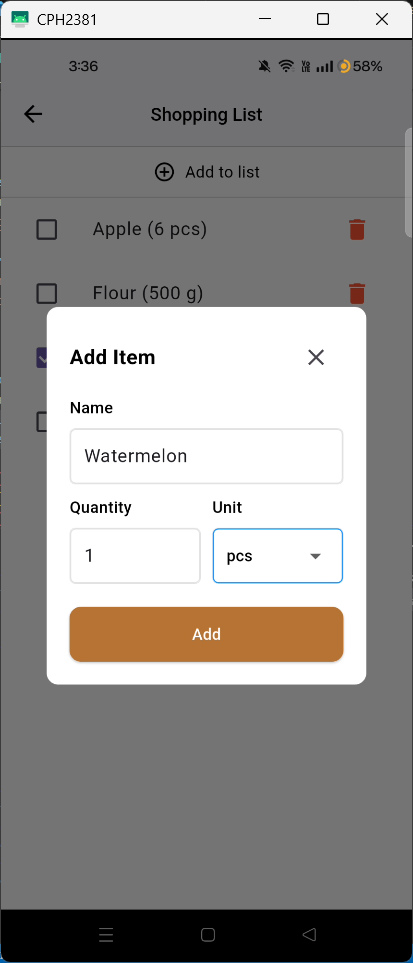 CPH2381
3:36
58%
Shopping List
Add to list
Apple (6 pcs)
Flour (500 g)
Add Item
Name
Watermelon
Quantity Unit
1 pcs
Add